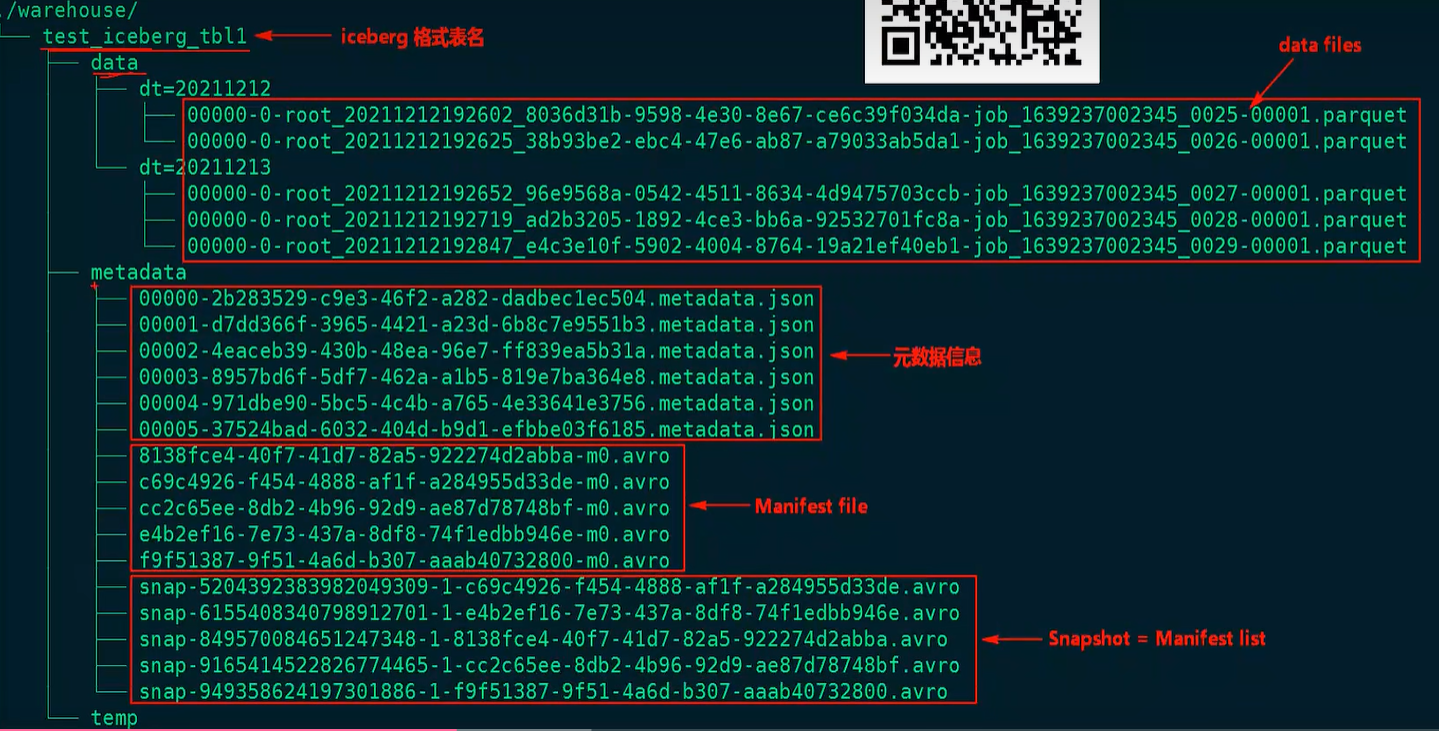 ./warehouse/
test_iceberg_tbl1 iceberg 格式表名
data data files
dt=20211212
00000-0-root_20211212192602_8036d31b-9598-4e30-8e67-ce6c39f034da-job_1639237002345_0025-00001.parquet
00000-0-root_20211212192625_38b93be2-ebc4-47e6-ab87-a79033ab5da1-job_1639237002345_0026-00001.parquet
dt=20211213
00000-0-root_20211212192652_96e9568a-0542-4511-8634-4d9475703ccb-job_1639237002345_0027-00001.parquet
00000-0-root_20211212192719_ad2b3205-1892-4ce3-bb6a-92532701fc8a-job_1639237002345_0028-00001.parquet
00000-0-root_20211212192847_e4c3e10f-5902-4004-8764-19a21ef40eb1-job_1639237002345_0029-00001.parquet
metadata
00000-2b283529-c9e3-46f2-a282-dadbec1ec504.metadata.json
00001-d7dd366f-3965-4421-a23d-6b8c7e9551b3.metadata.json
00002-4eaceb39-430b-48ea-96e7-ff839ea5b31a.metadata.json 元数据信息
00003-8957bd6f-5df7-462a-a1b5-819e7ba364e8.metadata.json
00004-971dbe90-5bc5-4c4b-a765-4e33641e3756.metadata.json
00005-37524bad-6032-404d-b9d1-efbbe03f6185.metadata.json
8138fce4-40f7-41d7-82a5-922274d2abba-m0.avro
c69c4926-f454-4888-af1f-a284955d33de-m0.avro
cc2c65ee-8db2-4b96-92d9-ae87d78748bf-m0.avro Manifest file
e4b2ef16-7e73-437a-8df8-74f1edbb946e-m0.avro
f9f51387-9f51-4a6d-b307-aaab40732800-m0.avro
snap-5204392383982049309-1-c69c4926-f454-4888-af1f-a284955d33de.avro
snap-6155408340798912701-1-e4b2ef16-7e73-437a-8df8-74f1edbb946e.avro
snap-849570084651247348-1-8138fce4-40f7-41d7-82a5-922274d2abba.avro Snapshot = Manifest list
snap-9165414522826774465-1-cc2c65ee-8db2-4b96-92d9-ae87d78748bf.avro
snap-949358624197301886-1-f9f51387-9f51-4a6d-b307-aaab40732800.avro
temp